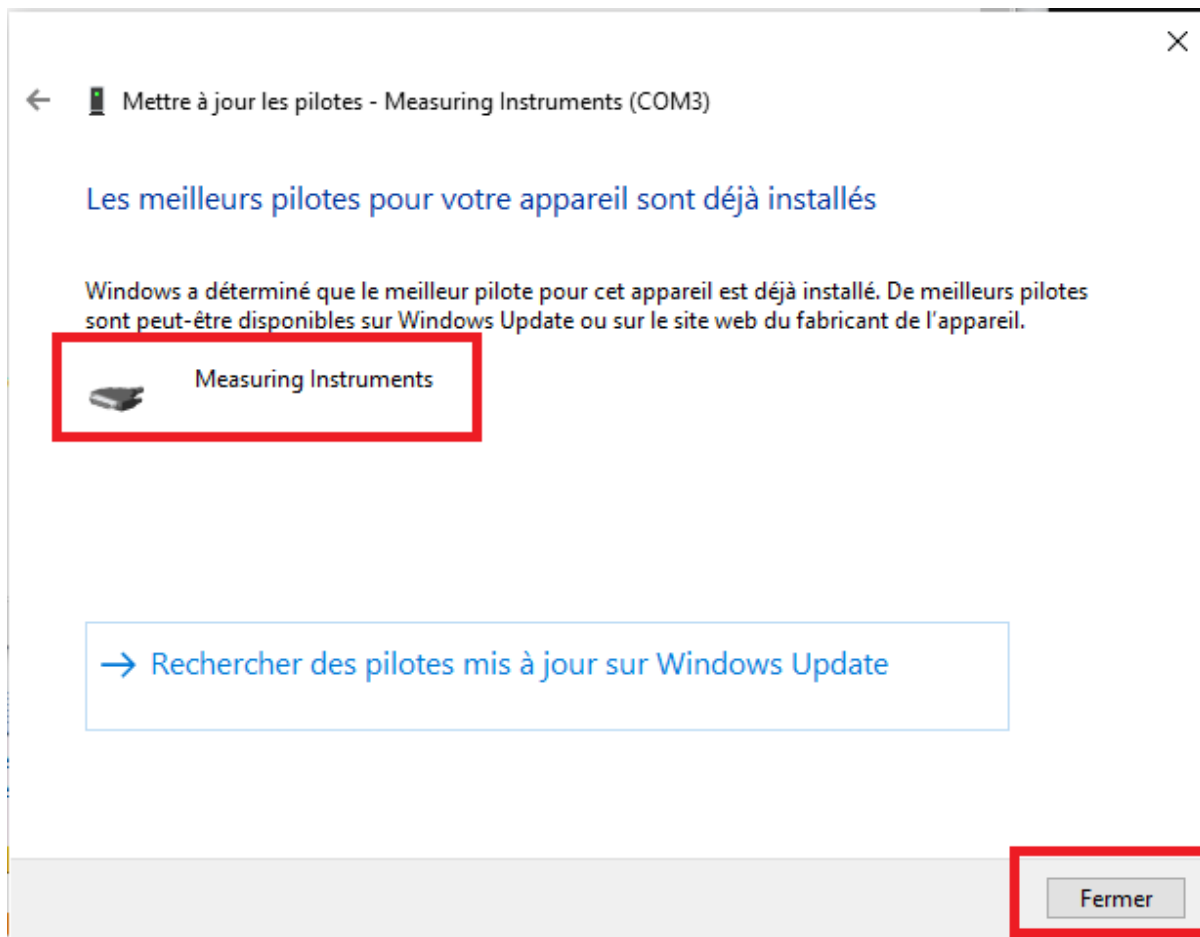 Mettre à jour les pilotes - Measuring Instruments (COM3)
Les meilleurs pilotes pour votre appareil sont déjà installés
Windows a déterminé que le meilleur pilote pour cet appareil est déjà installé. De meilleurs pilotes
sont peut-être disponibles sur Windows Update ou sur le site web du fabricant de l'appareil.
Measuring Instruments
Rechercher des pilotes mis à jour sur Windows Update
Fermer